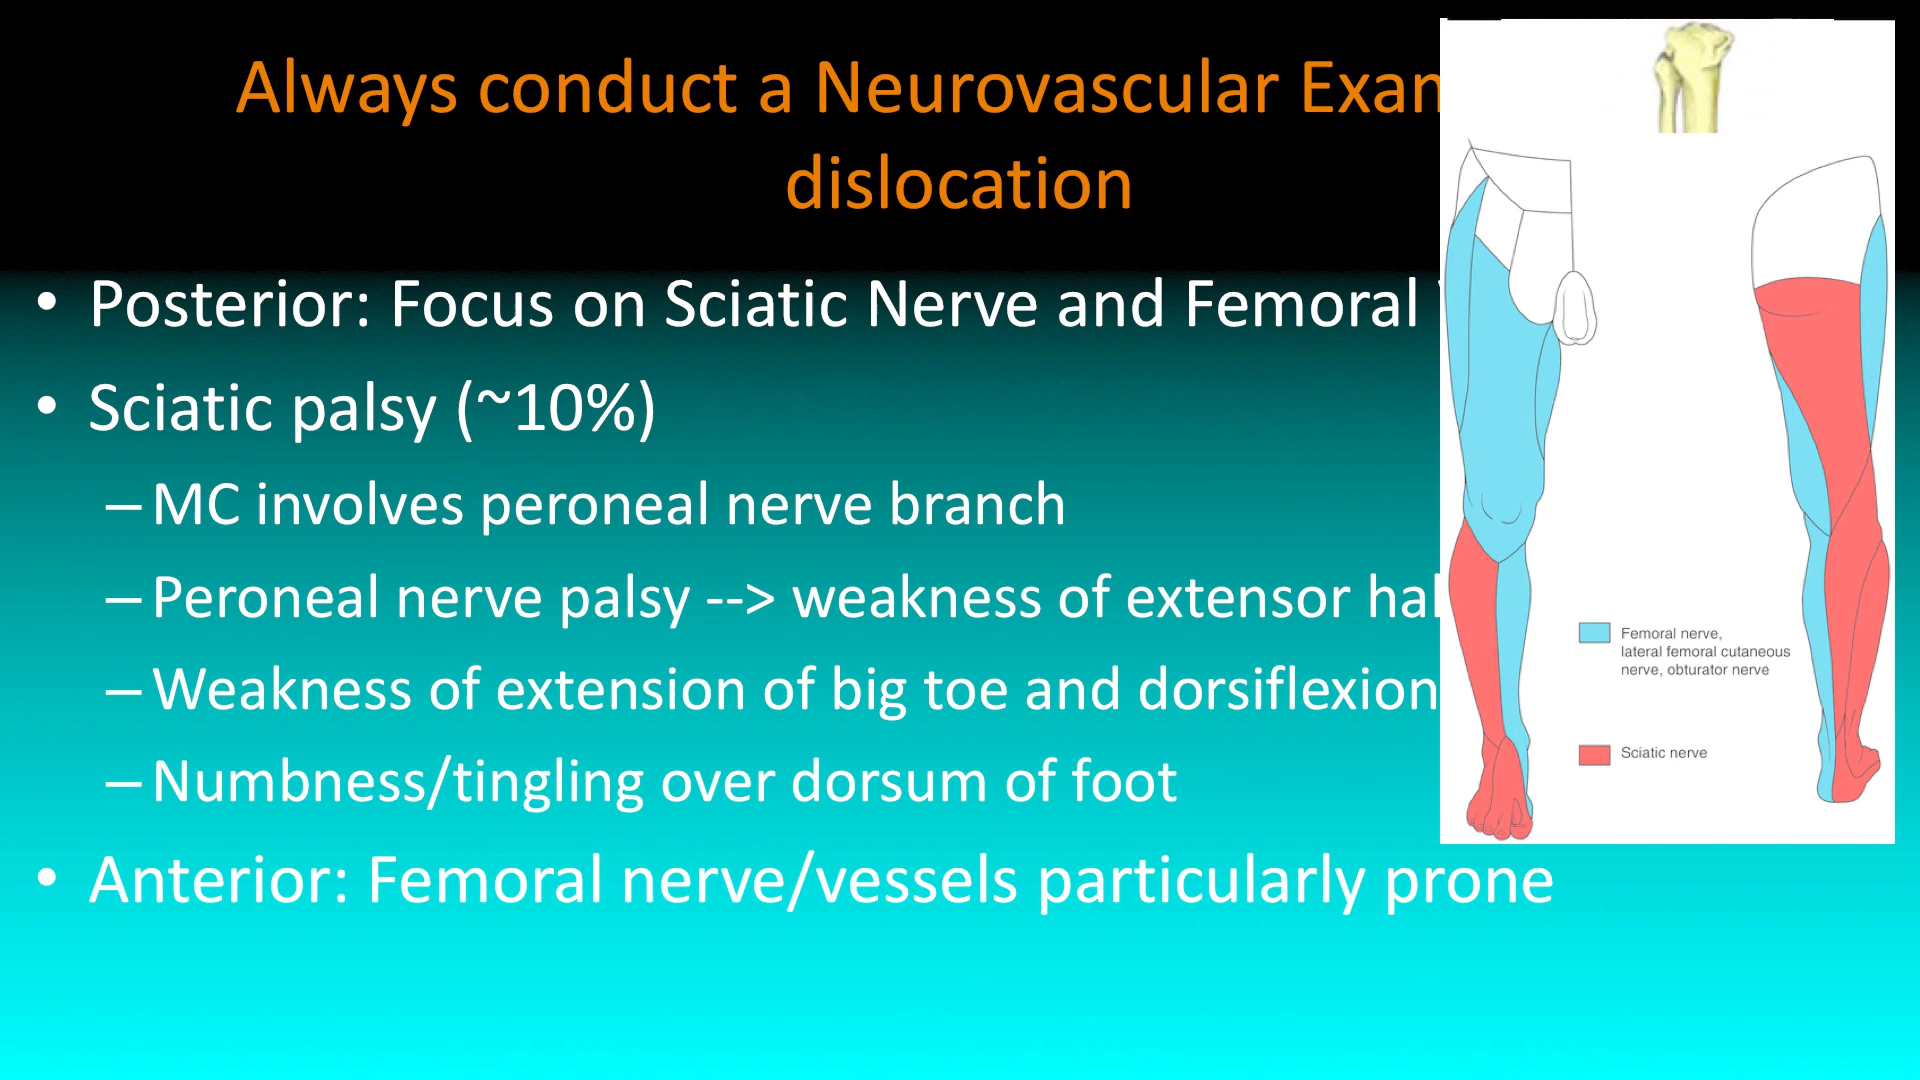 Always conduct a Neurovascular
dislocation
• Posterior: Focus on Sciatic Nerve and Femoral
• Sciatic palsy (~10%)
– MC involves peroneal nerve branch
– Peroneal nerve palsy --> weakness of extensor
– Weakness of extension of big toe and dorsiflexion
– Numbness/tingling over dorsum of foot
• Anterior: Femoral nerve/vessels particularly prone
Femoral nerve,
lateral femoral cutaneous
nerve, obturator nerve
Sciatic nerve